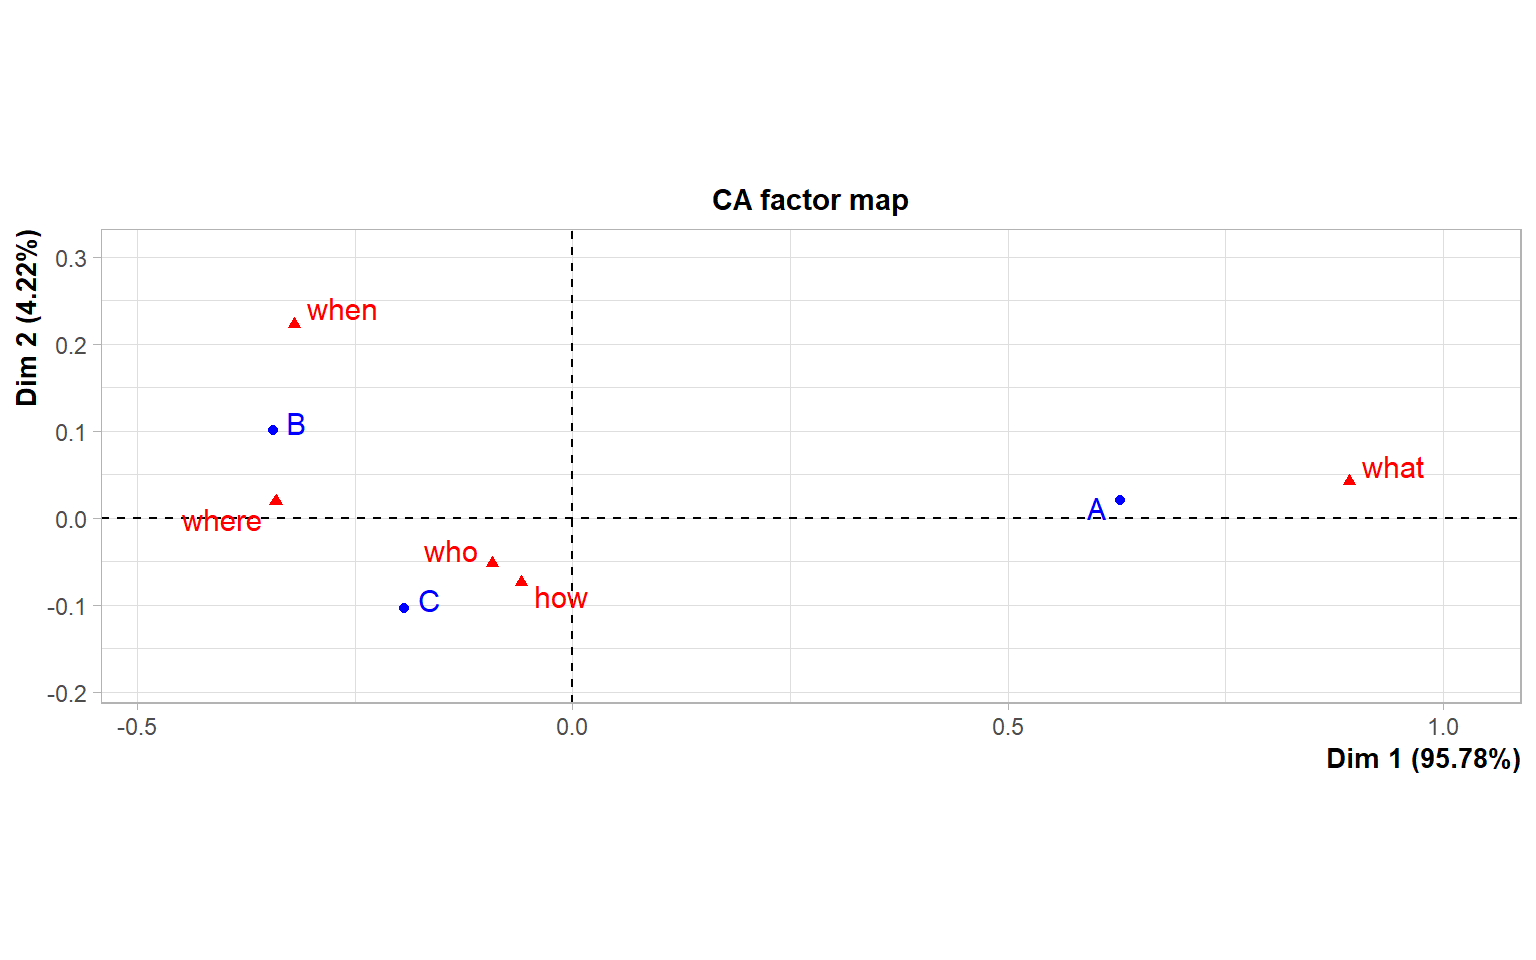 CA factor map
Dim 2 (4.22%)
0.3
when
0.2
B
0.1
what
A
0.0
where
who
how
C
-0.1
-0.2
-0.5
0.0
0.5
1.0
Dim 1 (95.78%)